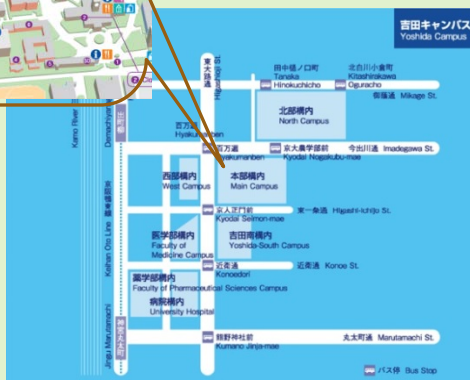 吉田キャンパス
Yoshida Campus
東大路通
Higashioji St.
田中樋ノ口町
Tanaka
Hinokuchicho
北白川小倉町
Kitashirakawa
Oguracho
御蔭通 Mikage St.
Kamo River
Demachiyanagi
北部構内
North Campus
百万遍
Hyakumanben
百万遍
Hyakumanben
京大農学部前
Kyodai Nogakubu-mae
今出川通 Imadegawa St.
西部構内
West Campus
本部構内
Main Campus
京大正門前
Kyodai Seimon-mae
東一条通 Higashi-Ichijo St.
Keihan Oto Line
医学部構内
Faculty of
Medicine Campus
吉田南構内
Yoshida-South Campus
近衛通
Konoedori
近衛通 Konoe St.
薬学部構内
Faculty of Pharmaceutical Sciences Campus
病院構内
University Hospital
神宮丸太町
Jingu Marutamachi
熊野神社前
Kumano Jinja-mae
丸太町通 Marutamachi St.
バス停 Bus Stop